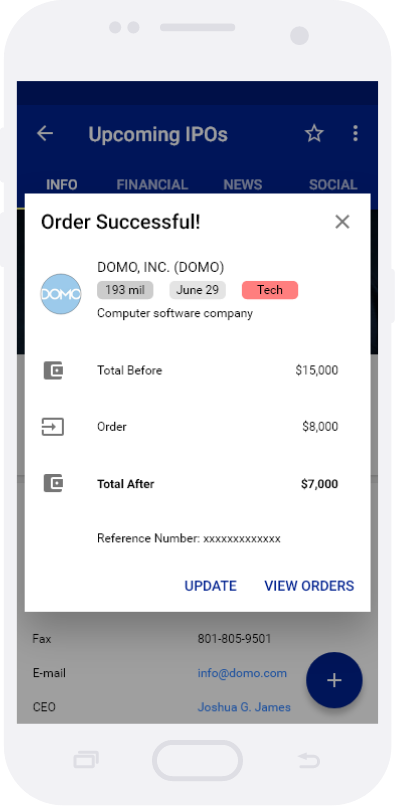 Upcoming IPOs
INFO FINANCIAL NEWS SOCIAL
Order Successful!
DOMO
DOMO, INC. (DOMO)
193 mil June 29 Tech
Computer software company
Total Before $15,000
Order $8,000
Total After $7,000
Reference Number: xxxxxxxxxxxxx
UPDATE VIEW ORDERS
Fax 801-805-9501
E-mail info@domo.com
CEO Joshua G. James